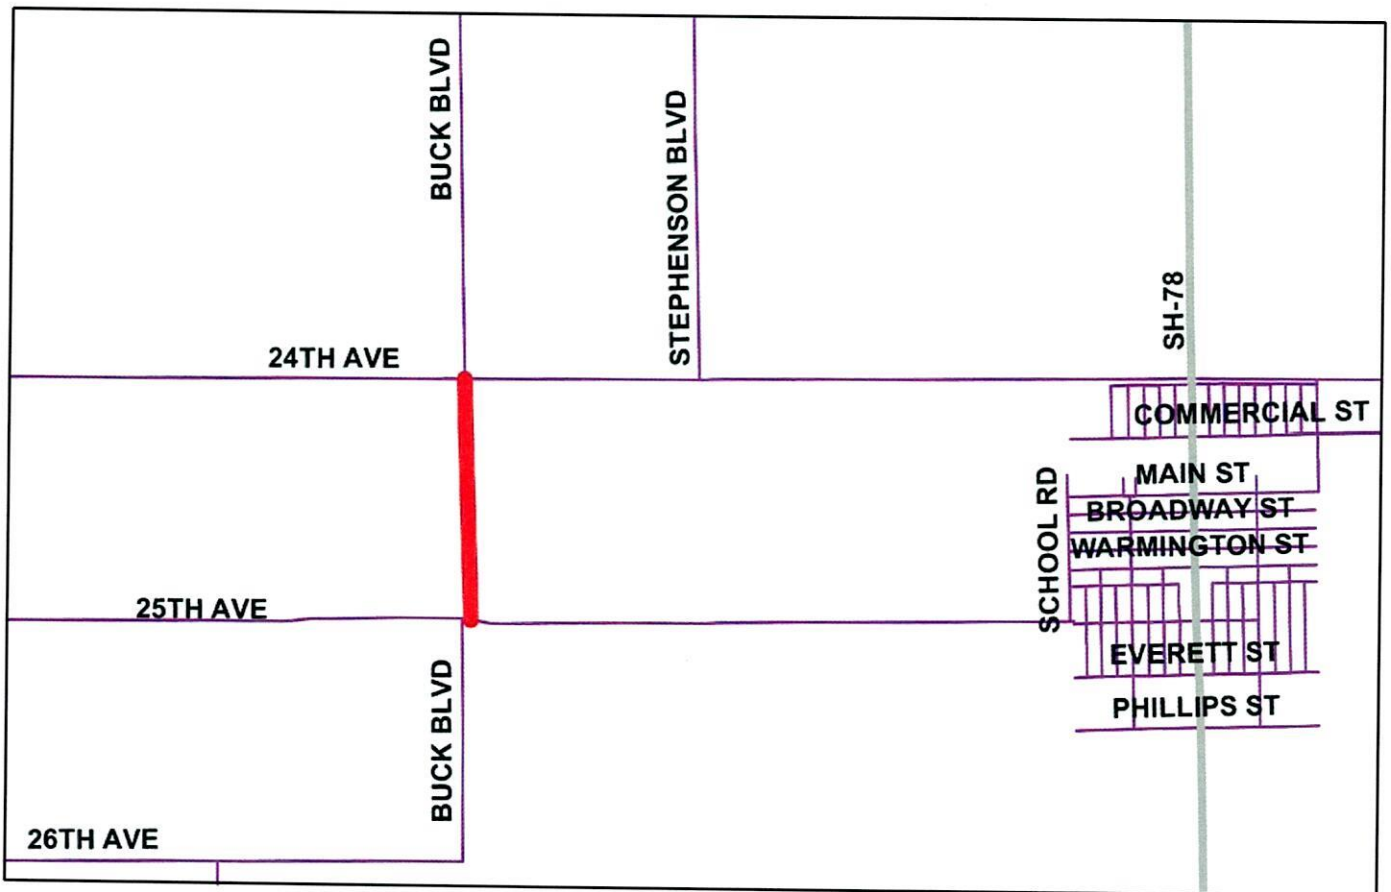 BUCK BLVD
STEPHENSON BLVD
SH-78
24TH AVE
COMMERCIAL ST
MAIN ST
SCHOOL RD
BROADWAY ST
WARMINGTON ST
25TH AVE
EVERETT ST
BUCK BLVD
PHILLIPS ST
26TH AVE